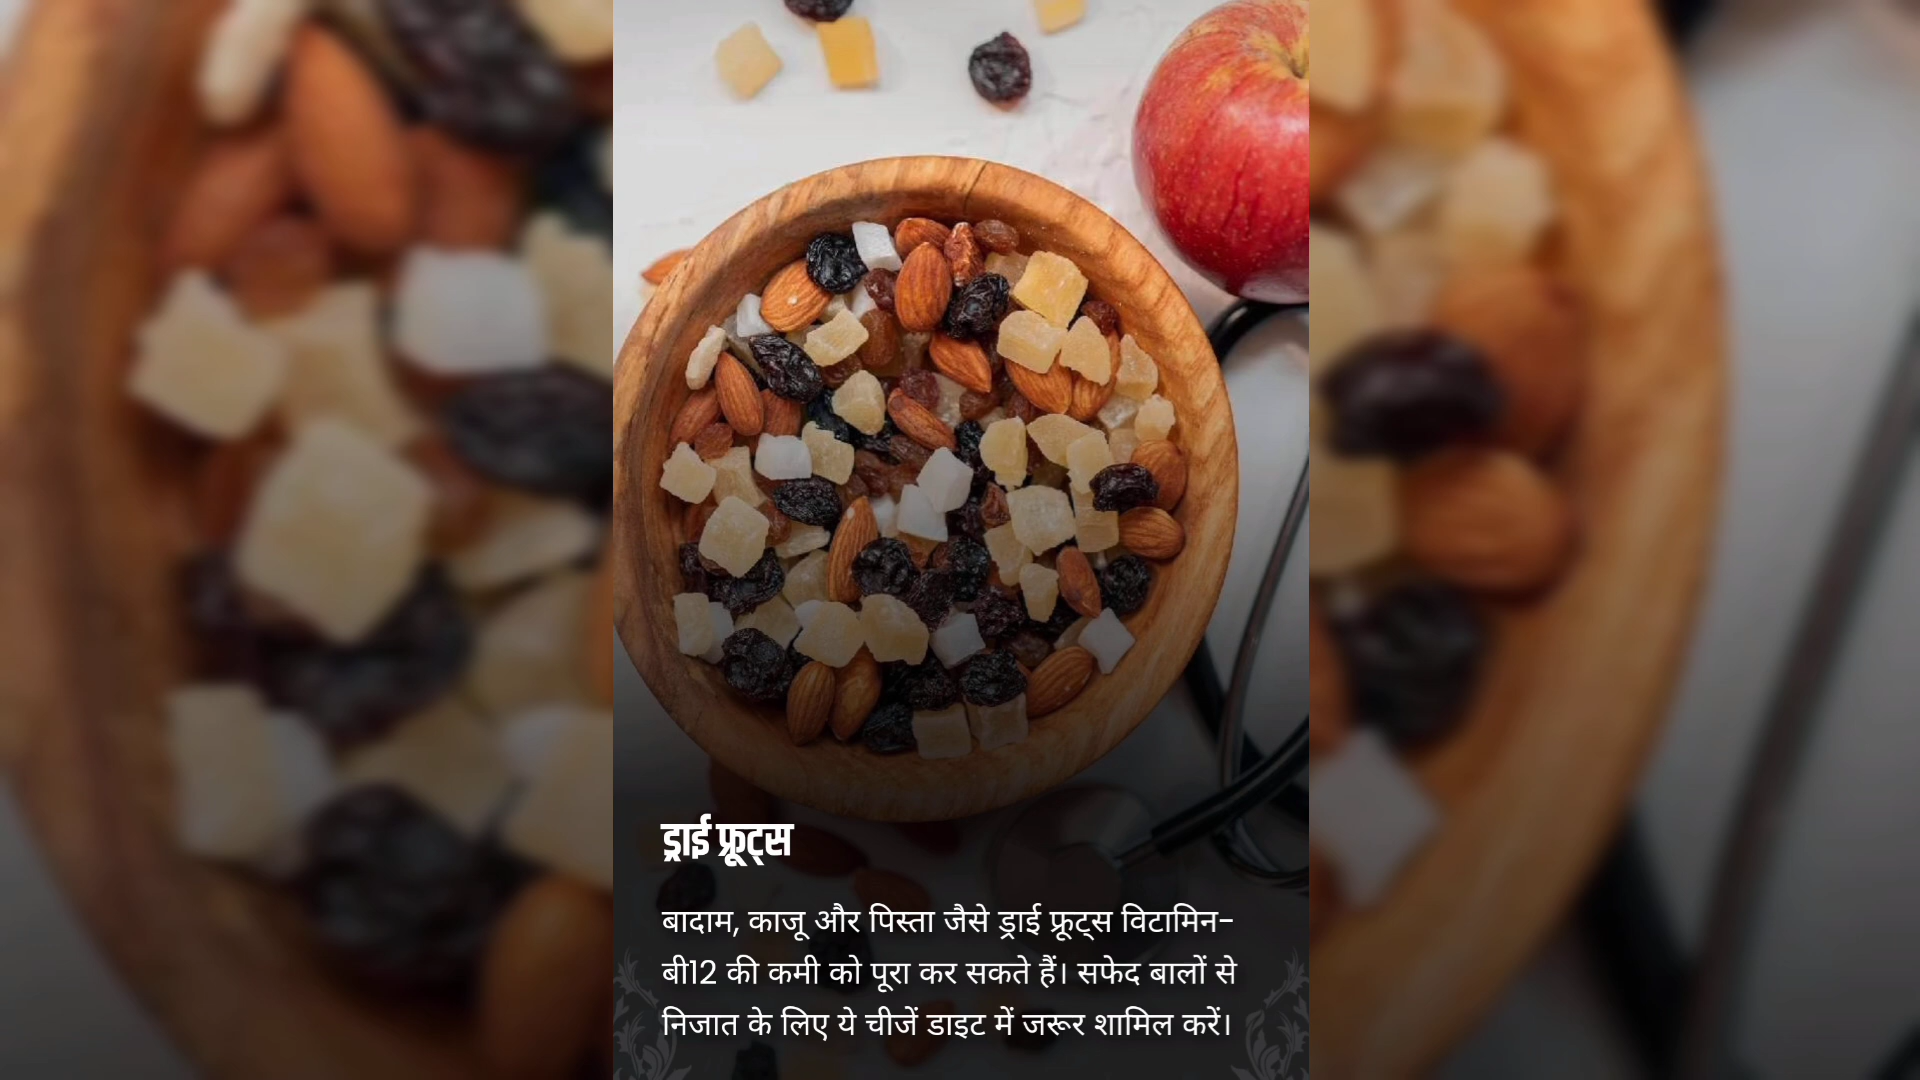 ड्राई फ्रूट्स
बादाम, काजू और पिस्ता जैसे ड्राई फ्रूट्स विटामिन-
बी12 की कमी को पूरा कर सकते हैं। सफेद बालों से
निजात के लिए ये चीजें डाइट में जरूर शामिल करें।